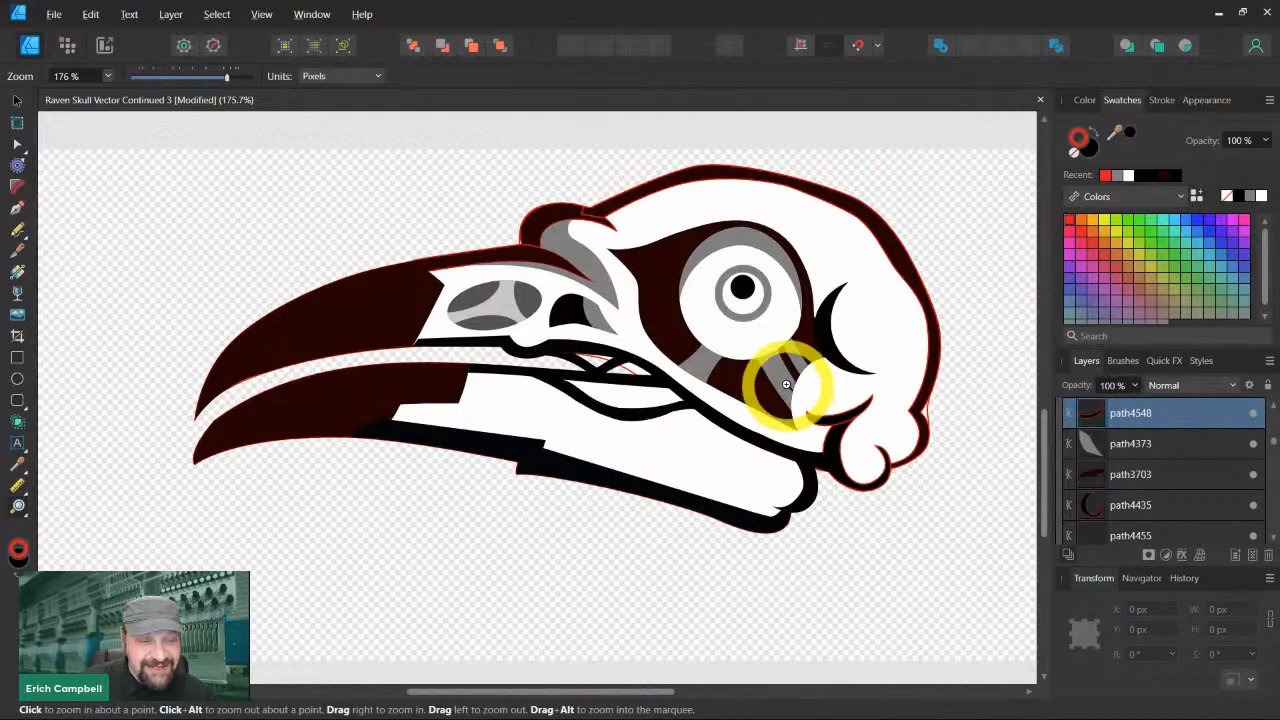 File Edit Text Layer Select View Window Help
Zoom 176 % Units: Pixels
Raven Skull Vector Continued 3 [Modified] (175.7%)
Color Swatches Stroke Appearance
Opacity: 100 %
Recent:
Colors
Search
Layers Brushes Quick FX Styles
Opacity: 100 % Normal
path4548
path4373
path3703
path4435
path4455
Transform Navigator History
X: 0 px W: 0 px
Y: 0 px H: 0 px
R: 0 ° S: 0 °
Erich Campbell
Click to zoom in about a point. Click+Alt to zoom out about a point. Drag right to zoom in. Drag left to zoom out. Drag+Alt to zoom into the marquee.